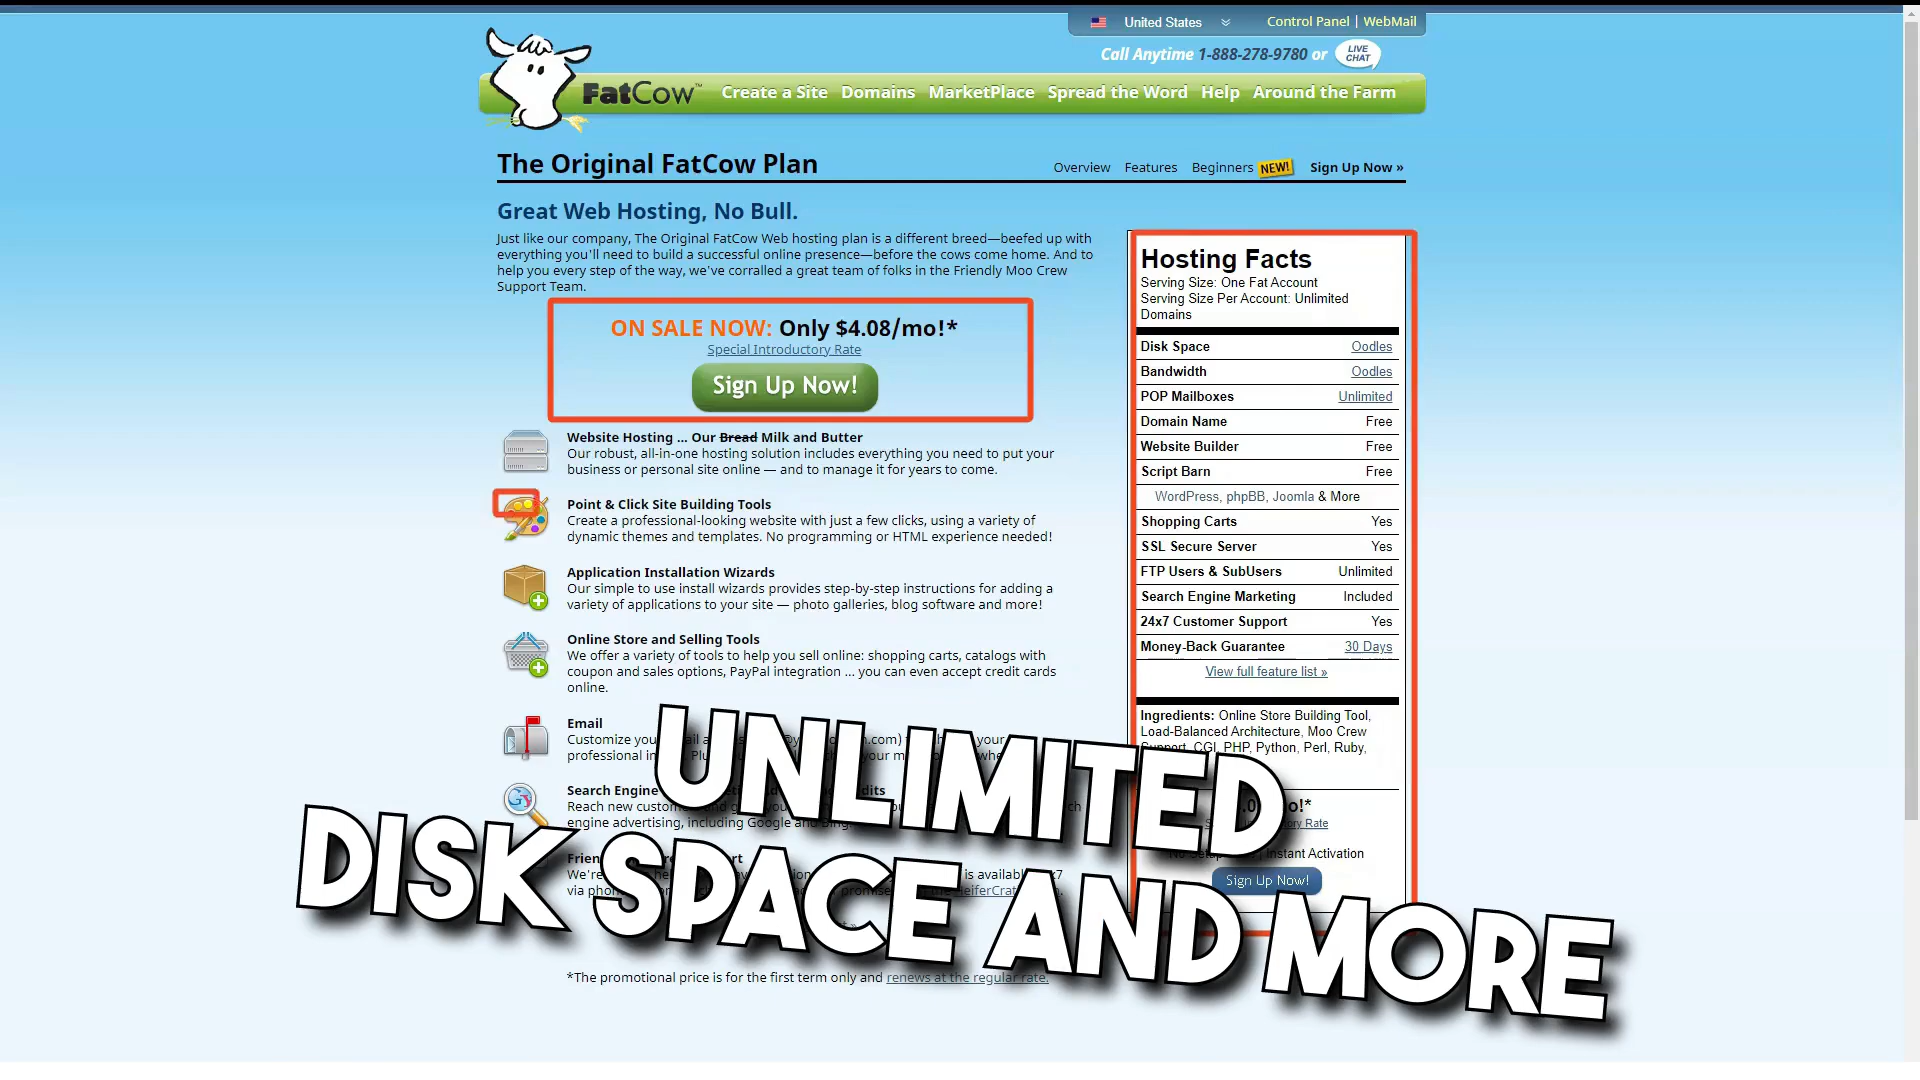 United States
Control Panel | WebMail
Call Anytime 1-888-278-9780 or
LIVE CHAT
FatCow™
Create a Site Domains MarketPlace Spread the Word Help Around the Farm
The Original FatCow Plan
Overview Features Beginners NEW! Sign Up Now »
Great Web Hosting, No Bull.
Just like our company, The Original FatCow Web hosting plan is a different breed—beefed up with
everything you'll need to build a successful online presence—before the cows come home. And to
help you every step of the way, we've corralled a great team of folks in the Friendly Moo Crew
Support Team.
ON SALE NOW: Only $4.08/mo!*
Special Introductory Rate
Sign Up Now!
Website Hosting ... Our Bread Milk and Butter
Our robust, all-in-one hosting solution includes everything you need to put your
business or personal site online — and to manage it for years to come.
Point & Click Site Building Tools
Create a professional-looking website with just a few clicks, using a variety of
dynamic themes and templates. No programming or HTML experience needed!
Application Installation Wizards
Our simple to use install wizards provides step-by-step instructions for adding a
variety of applications to your site — photo galleries, blog software and more!
Online Store and Selling Tools
We offer a variety of tools to help you sell online: shopping carts, catalogs with
coupon and sales options, PayPal integration ... you can even accept credit cards
online.
Email
Customize your
professional
Search Engine
Reach new
engine advertising, including Google and
We're
via
HeiferCrat
*The promotional price is for the first term only and renews at the regular rate.
Hosting Facts
Serving Size: One Fat Account
Serving Size Per Account: Unlimited
Domains
Disk Space Oodles
Bandwidth Oodles
POP Mailboxes Unlimited
Domain Name Free
Website Builder Free
Script Barn Free
WordPress, phpBB, Joomla & More
Shopping Carts Yes
SSL Secure Server Yes
FTP Users & SubUsers Unlimited
Search Engine Marketing Included
24x7 Customer Support Yes
Money-Back Guarantee 30 Days
View full feature list »
Ingredients: Online Store Building Tool,
Load-Balanced Architecture, Moo Crew
Support, CGI, PHP, Python, Perl, Ruby,
Rate
Instant Activation
Sign Up Now!
UNLIMITED
DISK SPACE AND MORE